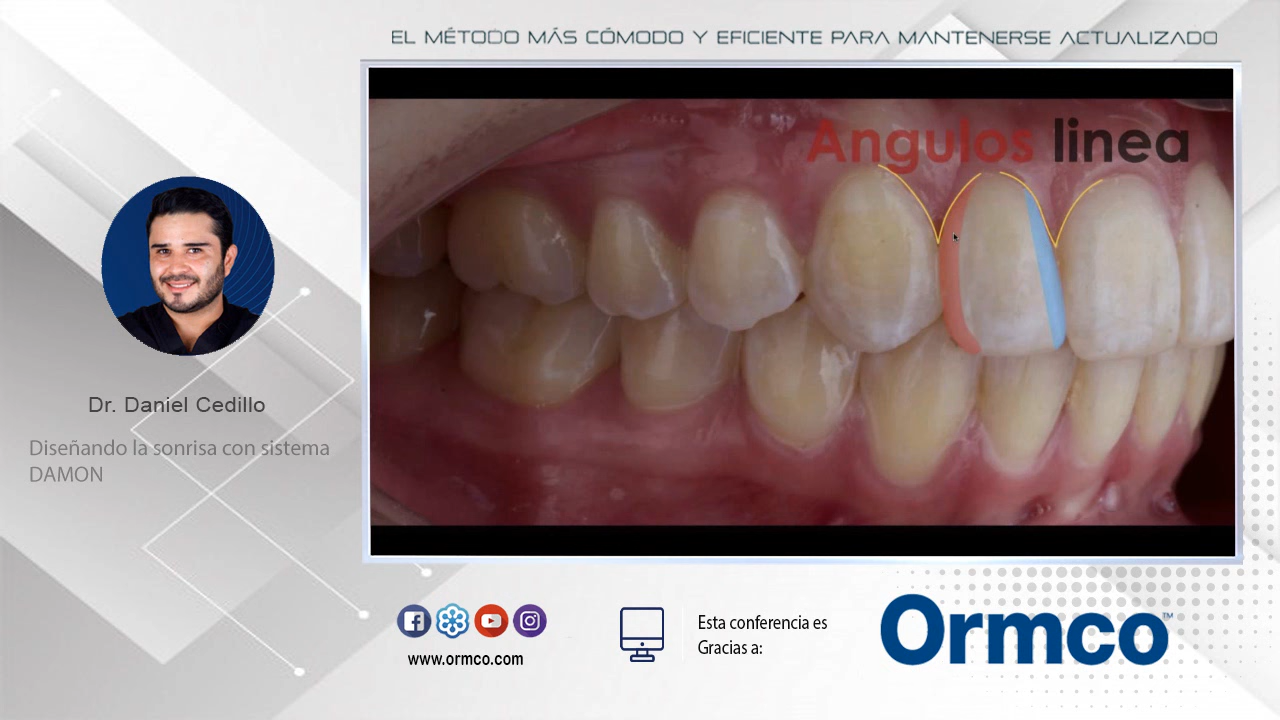 EL MÉTODO MÁS CÓMODO Y EFICIENTE PARA MANTENERSE ACTUALIZADO
Angulos linea
Dr. Daniel Cedillo
Diseñando la sonrisa con sistema
DAMON
www.ormco.com
Esta conferencia es
Gracias a:
Ormco™